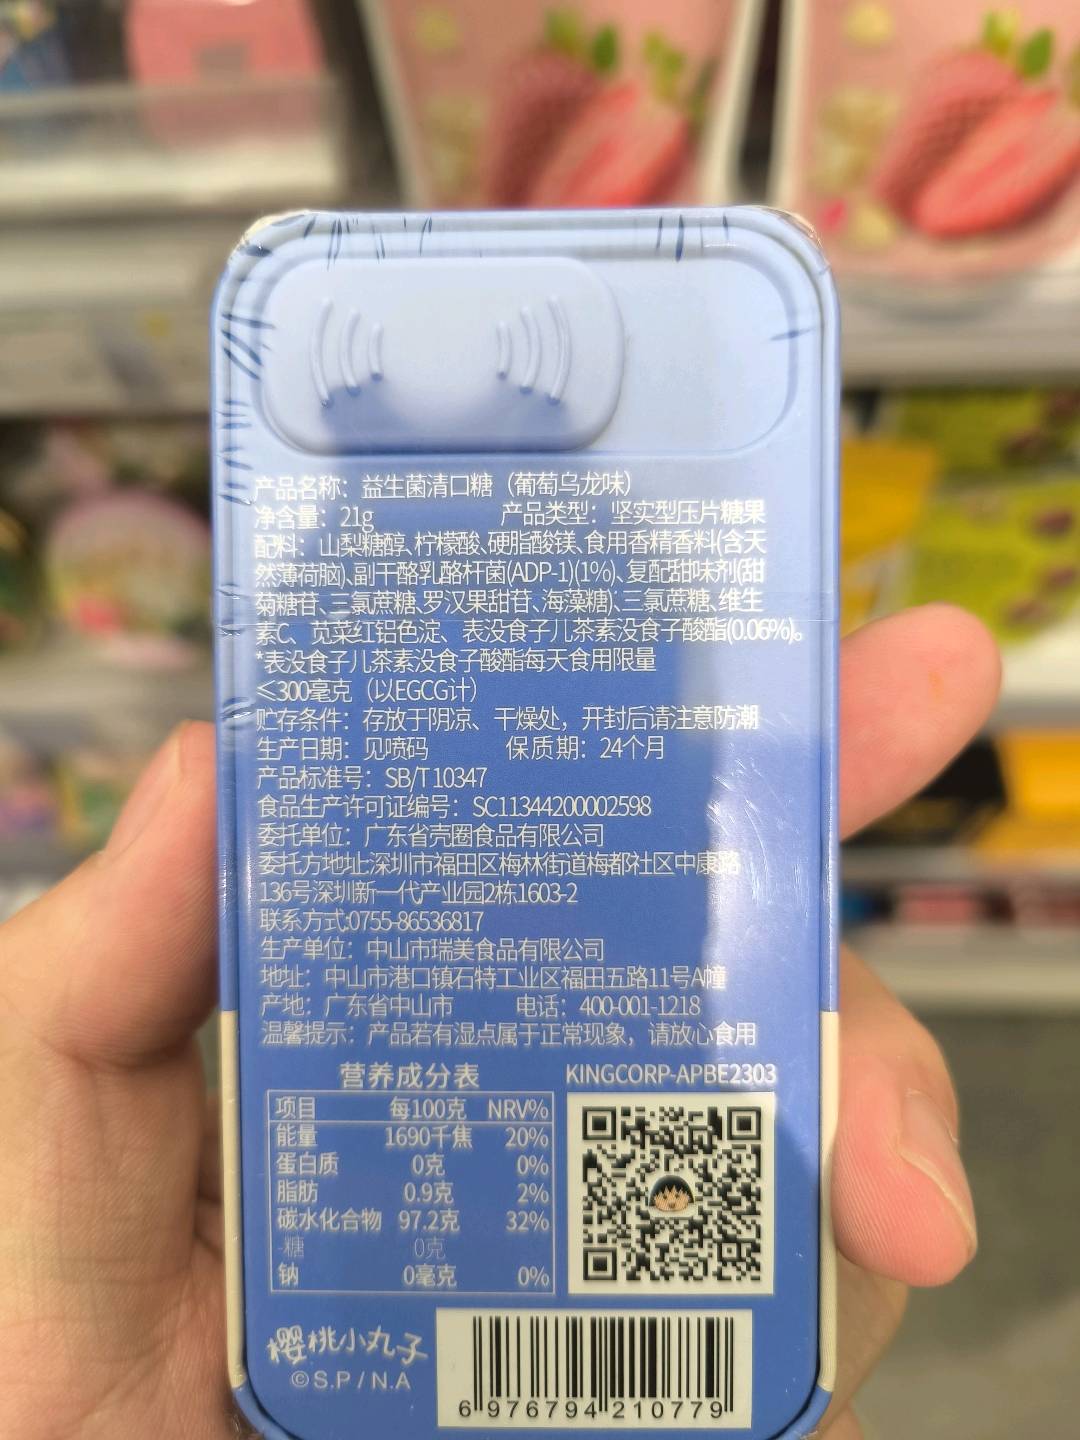 产品名称：益生菌清口糖（葡萄乌龙味）
净含量：21g 产品类型：坚实型压片糖果
配料：山梨糖醇、柠檬酸、硬脂酸镁、食用香精香料(含天
然薄荷脑)、副干酪乳酪杆菌(ADP-1)(1%)、复配甜味剂(甜
菊糖苷、三氯蔗糖、罗汉果甜苷、海藻糖)、三氯蔗糖、维生
素C、苋菜红铝色淀、表没食子儿茶素没食子酸酯(0.06%)。
*表没食子儿茶素没食子酸酯每天食用限量
≤300毫克（以EGCG计）
贮存条件：存放于阴凉、干燥处，开封后请注意防潮
生产日期：见喷码 保质期：24个月
产品标准号：SB/T 10347
食品生产许可证编号：SC11344200002598
委托单位：广东省壳圈食品有限公司
委托方地址:深圳市福田区梅林街道梅都社区中康路
136号深圳新一代产业园2栋1603-2
联系方式:0755-86536817
生产单位：中山市瑞美食品有限公司
地址：中山市港口镇石特工业区福田五路11号A幢
产地：广东省中山市 电话：400-001-1218
温馨提示：产品若有湿点属于正常现象，请放心食用
营养成分表 KINGCORP-APBE2303
项目 每100克 NRV%
能量 1690千焦 20%
蛋白质 0克 0%
脂肪 0.9克 2%
碳水化合物 97.2克 32%
-糖 0克
钠 0毫克 0%
樱桃小丸子
©S.P / N.A
6 976794 210779